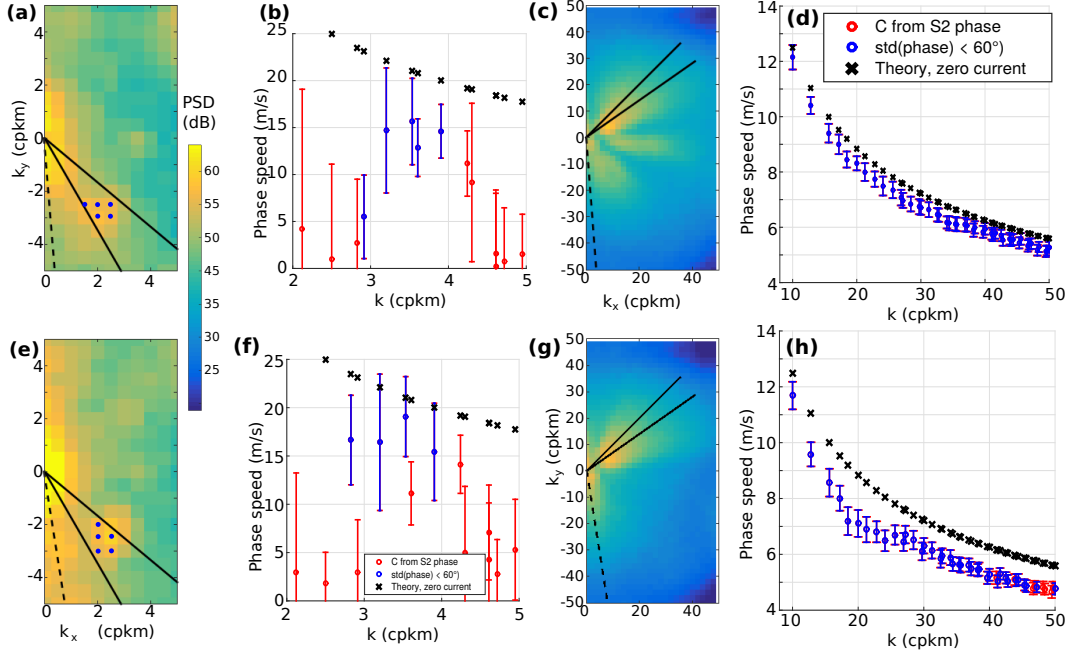 (a)
(b)
(c)
(d)
4
2
0
-2
-4
k_y (cpkm)
0 2 4
PSD
(dB)
60
55
50
45
40
35
30
25
25
20
15
10
5
0
Phase speed (m/s)
2 3 4 5
k (cpkm)
50
40
30
20
10
0
-10
-20
-30
-40
-50
0 20 40
k_x (cpkm)
14
12
10
8
6
4
Phase speed (m/s)
C from S2 phase
std(phase) < 60°)
Theory, zero current
10 20 30 40 50
k (cpkm)
(e)
(f)
(g)
(h)
4
2
0
-2
-4
0 2 4
k_x (cpkm)
25
20
15
10
5
0
Phase speed (m/s)
C from S2 phase
std(phase) < 60°)
Theory, zero current
2 3 4 5
k (cpkm)
50
40
30
20
10
0
-10
-20
-30
-40
-50
k_y (cpkm)
0 20 40
k_x (cpkm)
14
12
10
8
6
4
Phase speed (m/s)
10 20 30 40 50
k (cpkm)